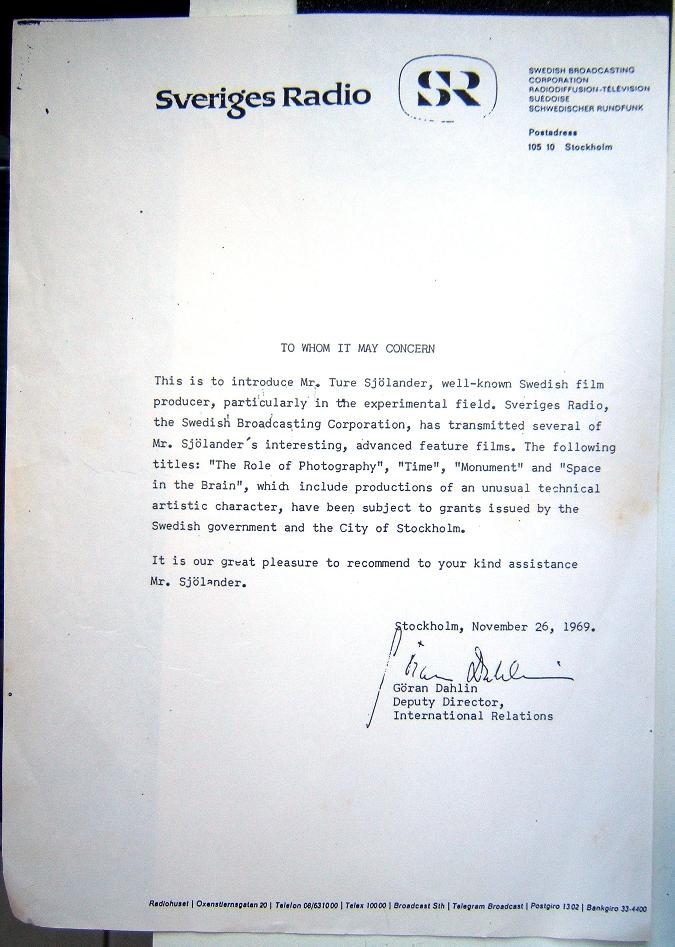 Sveriges Radio
SR
SWEDISH BROADCASTING
CORPORATION
RADIODIFFUSION-TÉLÉVISION
SUÉDOISE
SCHWEDISCHER RUNDFUNK
Postadress
105 10 Stockholm
TO WHOM IT MAY CONCERN
This is to introduce Mr. Ture Sjölander, well-known Swedish film
producer, particularly in the experimental field. Sveriges Radio,
the Swedish Broadcasting Corporation, has transmitted several of
Mr. Sjölander´s interesting, advanced feature films. The following
titles: "The Role of Photography", "Time", "Monument" and "Space
in the Brain", which include productions of an unusual technical
artistic character, have been subject to grants issued by the
Swedish government and the City of Stockholm.
It is our great pleasure to recommend to your kind assistance
Mr. Sjölander.
Stockholm, November 26, 1969.
Göran Dahlin
Göran Dahlin
Deputy Director,
International Relations
Radiohuset | Oxenstiernsgatan 20 | Telefon 08/631000 | Telex 10000 | Broadcast Sth | Telegram Broadcast | Postgiro 1302 | Bankgiro 33-4400